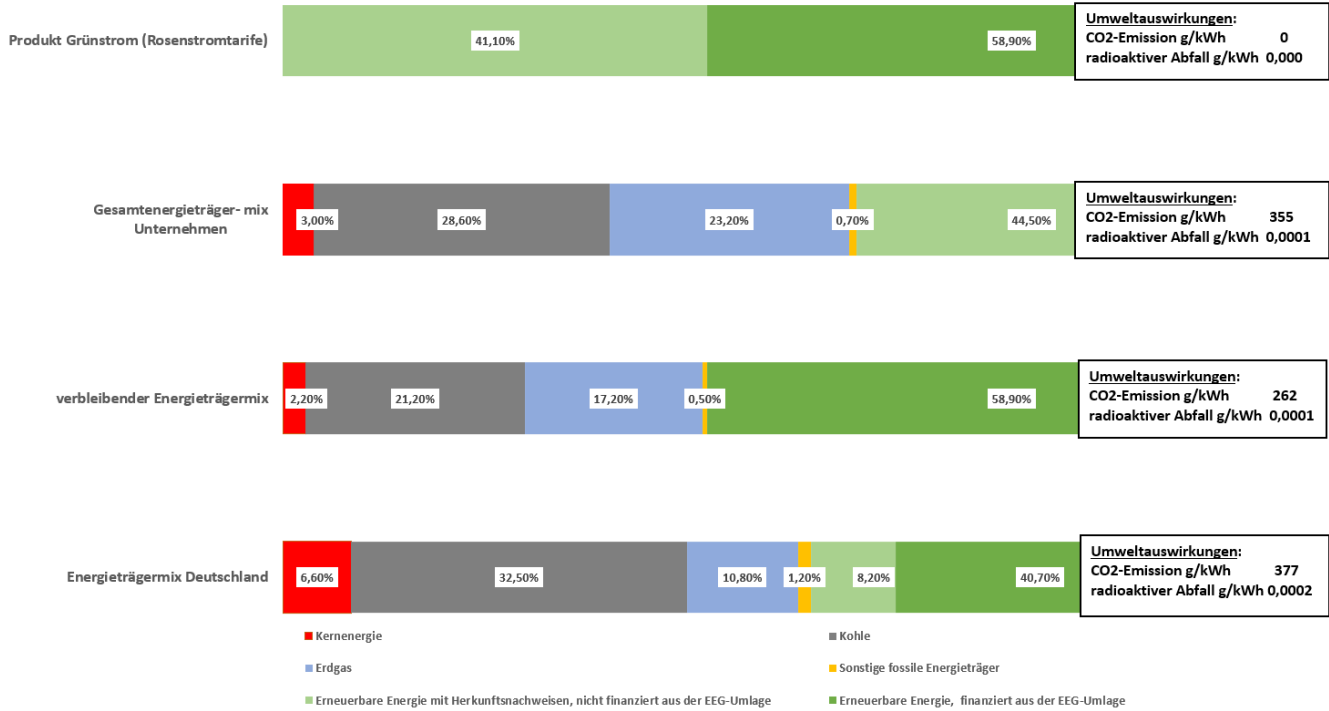 Produkt Grünstrom (Rosenstromtarife)
41,10%
58,90%
Umweltauswirkungen:
CO2-Emission g/kWh 0
radioaktiver Abfall g/kWh 0,000
Gesamtenergieträger- mix
Unternehmen
3,00%
28,60%
23,20%
0,70%
44,50%
Umweltauswirkungen:
CO2-Emission g/kWh 355
radioaktiver Abfall g/kWh 0,0001
verbleibender Energieträgermix
2,20%
21,20%
17,20%
0,50%
58,90%
Umweltauswirkungen:
CO2-Emission g/kWh 262
radioaktiver Abfall g/kWh 0,0001
Energieträgermix Deutschland
6,60%
32,50%
10,80%
1,20%
8,20%
40,70%
Umweltauswirkungen:
CO2-Emission g/kWh 377
radioaktiver Abfall g/kWh 0,0002
Kernenergie
Kohle
Erdgas
Sonstige fossile Energieträger
Erneuerbare Energie mit Herkunftsnachweisen, nicht finanziert aus der EEG-Umlage
Erneuerbare Energie, finanziert aus der EEG-Umlage